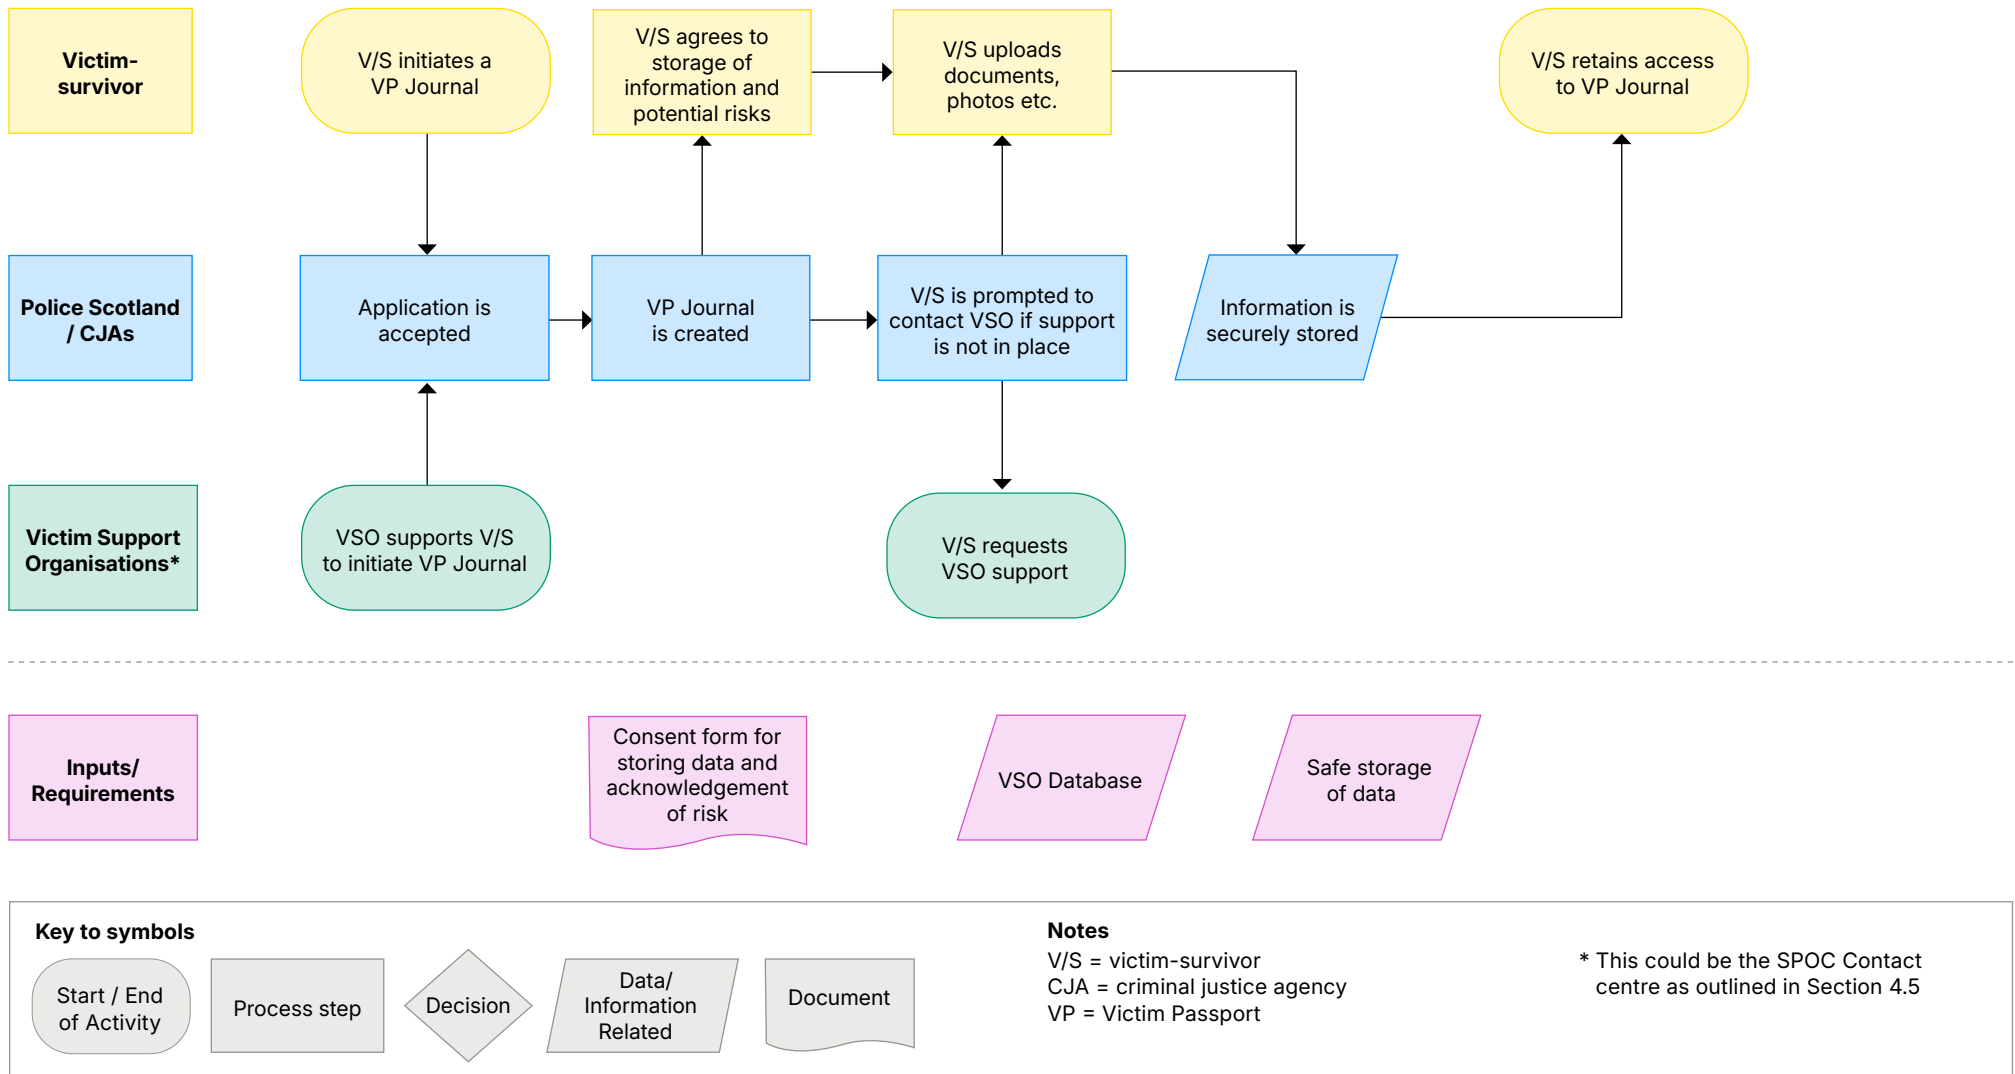 Victim-
survivor
V/S initiates a
VP Journal
V/S agrees to
storage of
information and
potential risks
V/S uploads
documents,
photos etc.
V/S retains access
to VP Journal
Police Scotland
/ CJAs
Application is
accepted
VP Journal
is created
V/S is prompted to
contact VSO if support
is not in place
Information is
securely stored
Victim Support
Organisations*
VSO supports V/S
to initiate VP Journal
V/S requests
VSO support
Inputs/
Requirements
Consent form for
storing data and
acknowledgement
of risk
VSO Database
Safe storage
of data
Key to symbols
Start / End
of Activity
Process step
Decision
Data/
Information
Related
Document
Notes
V/S = victim-survivor
CJA = criminal justice agency
VP = Victim Passport
* This could be the SPOC Contact
centre as outlined in Section 4.5